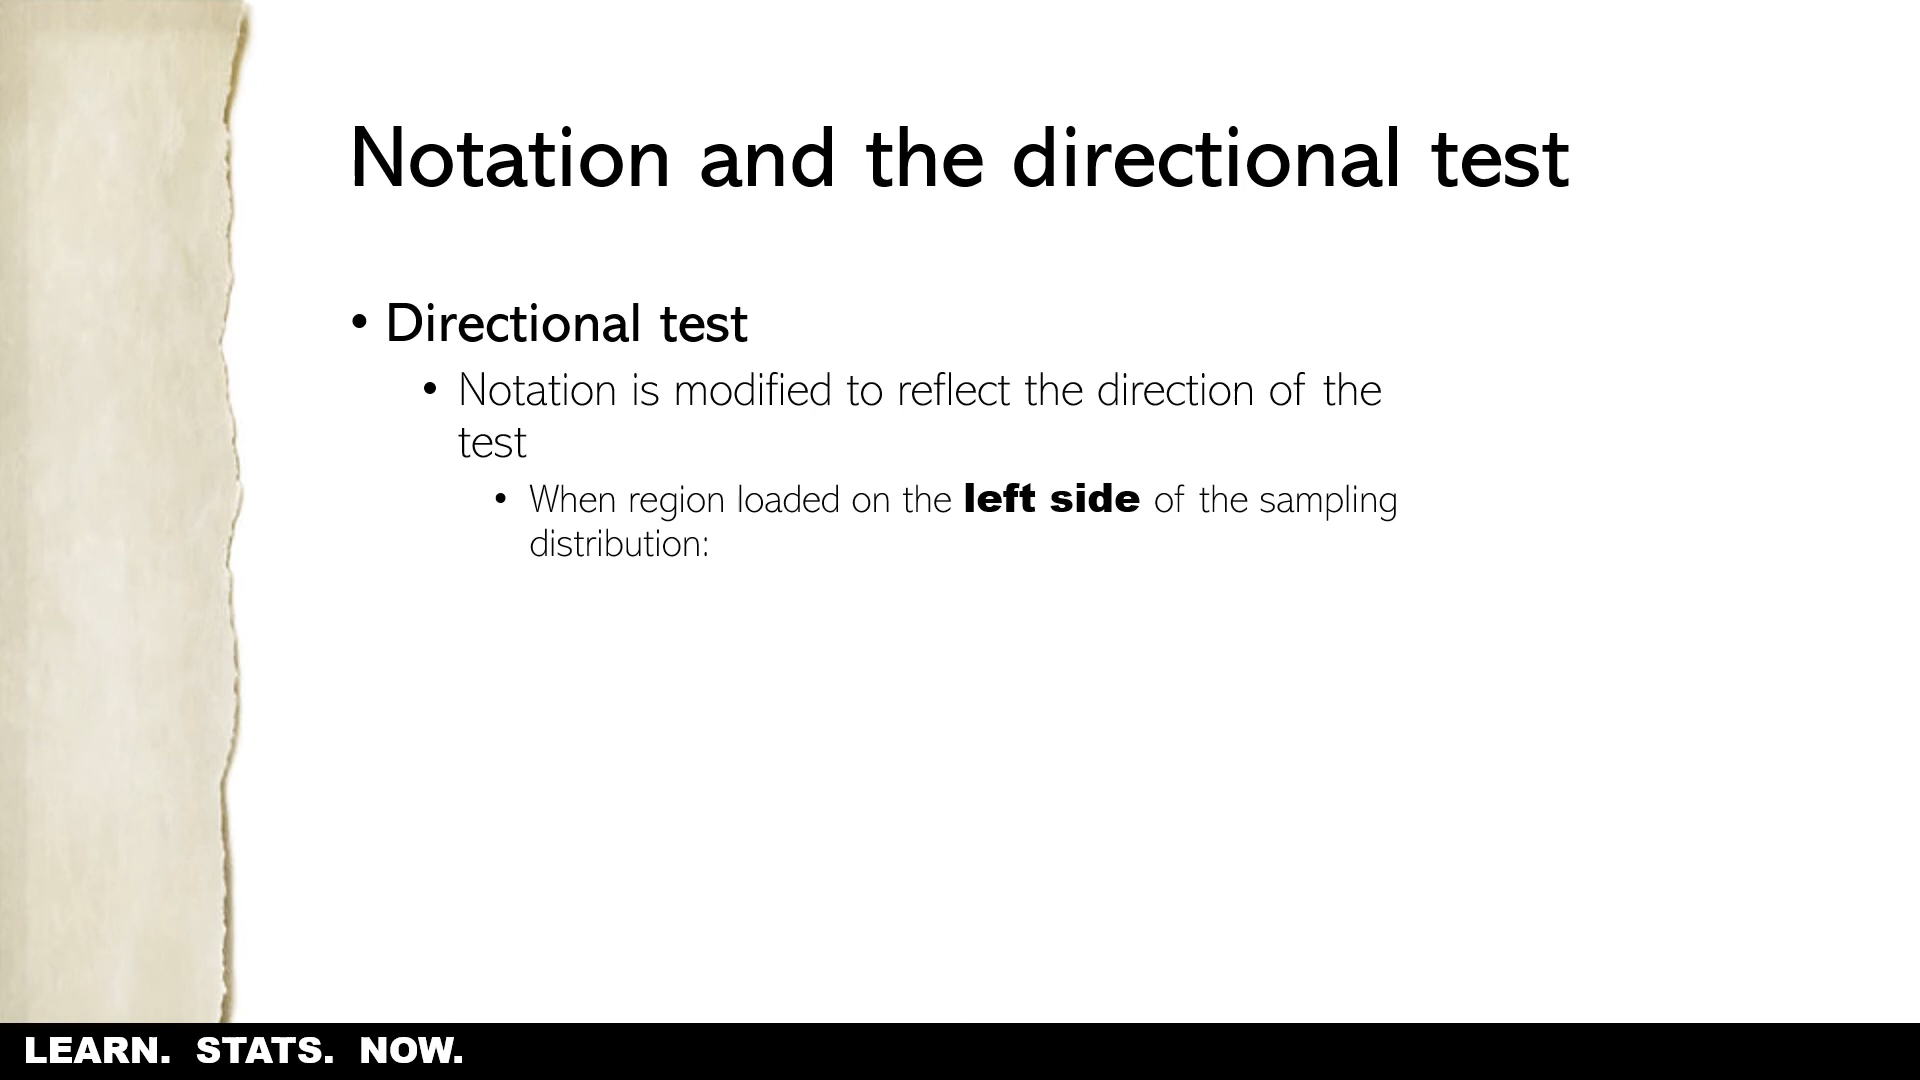 Notation and the directional test
• Directional test
• Notation is modified to reflect the direction of the
test
• When region loaded on the left side of the sampling
distribution:
LEARN. STATS. NOW.